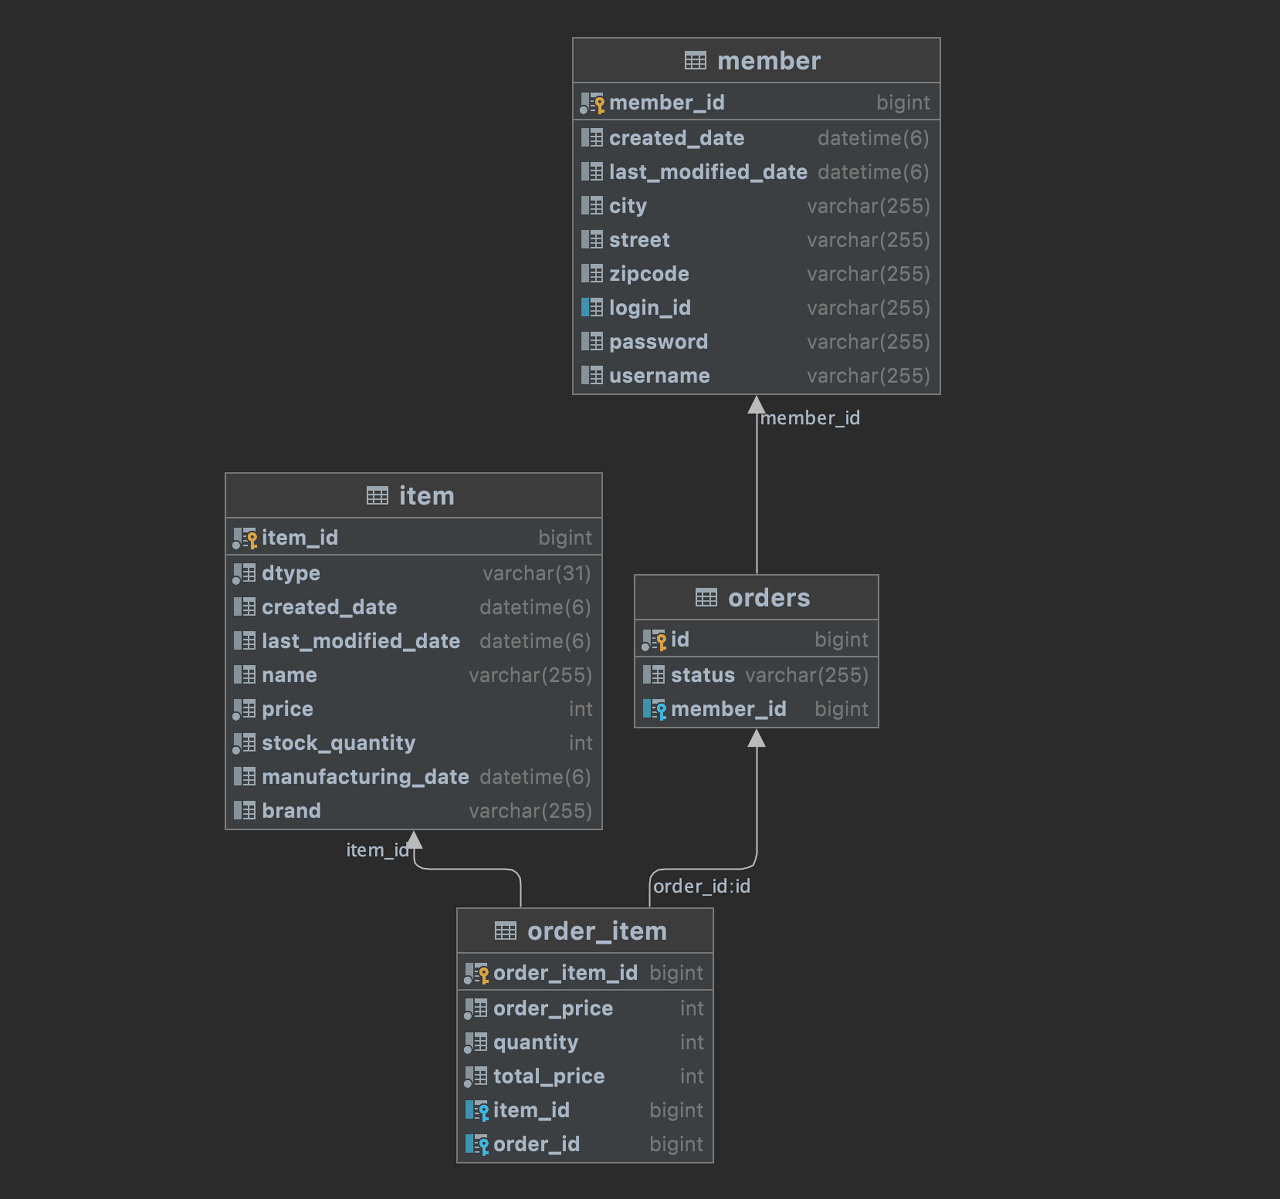 member
member_id bigint
created_date datetime(6)
last_modified_date datetime(6)
city varchar(255)
street varchar(255)
zipcode varchar(255)
login_id varchar(255)
password varchar(255)
username varchar(255)
member_id
item
item_id bigint
dtype varchar(31)
created_date datetime(6)
last_modified_date datetime(6)
name varchar(255)
price int
stock_quantity int
manufacturing_date datetime(6)
brand varchar(255)
orders
id bigint
status varchar(255)
member_id bigint
item_id
order_id:id
order_item
order_item_id bigint
order_price int
quantity int
total_price int
item_id bigint
order_id bigint